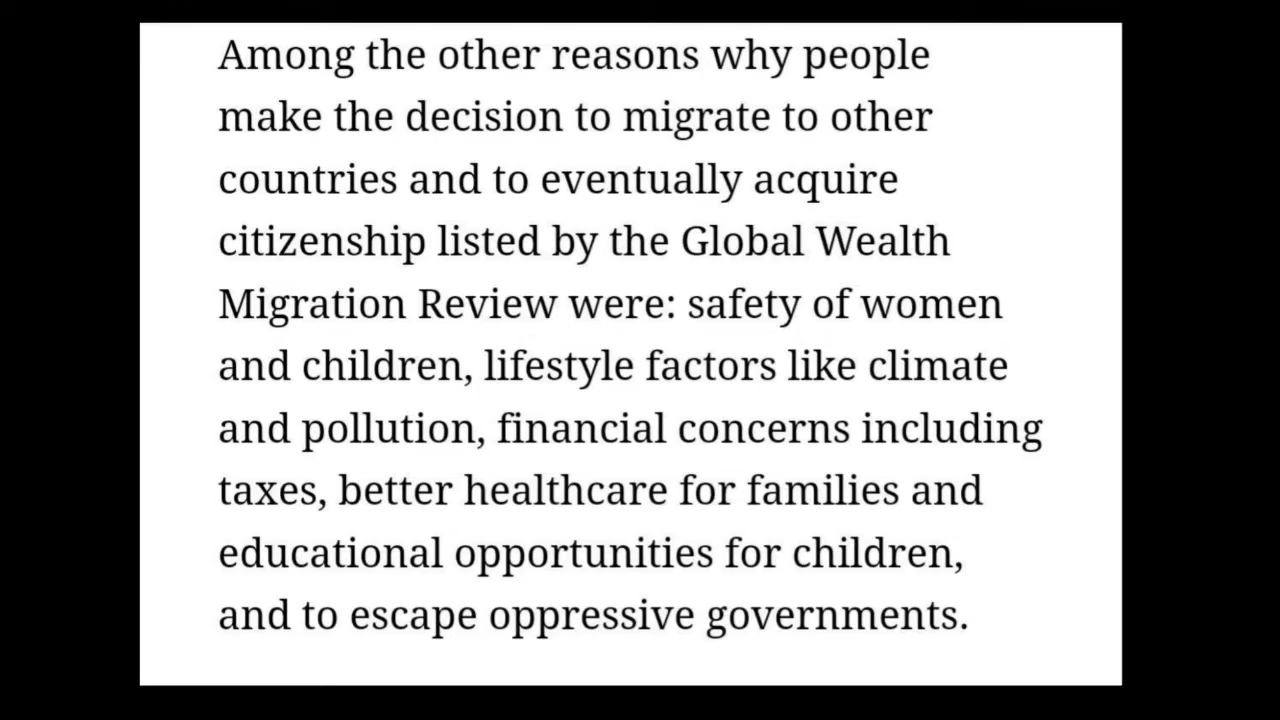 Among the other reasons why people
make the decision to migrate to other
countries and to eventually acquire
citizenship listed by the Global Wealth
Migration Review were: safety of women
and children, lifestyle factors like climate
and pollution, financial concerns including
taxes, better healthcare for families and
educational opportunities for children,
and to escape oppressive governments.